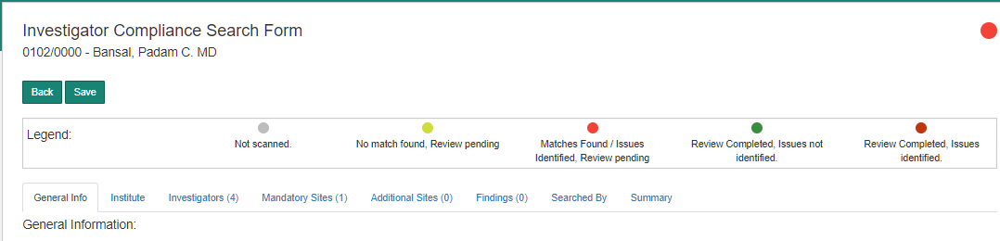 Investigator Compliance Search Form
0102/0000 - Bansal, Padam C. MD
Back Save
Legend:
Not scanned.
No match found, Review pending
Matches Found / Issues
Identified, Review pending
Review Completed, Issues not
identified.
Review Completed, Issues
identified.
General Info Institute Investigators (4) Mandatory Sites (1) Additional Sites (0) Findings (0) Searched By Summary
General Information: